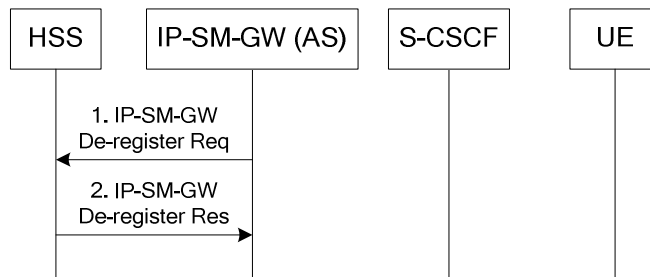 HSS
IP-SM-GW (AS)
S-CSCF
UE
1. IP-SM-GW
De-register Req
2. IP-SM-GW
De-register Res